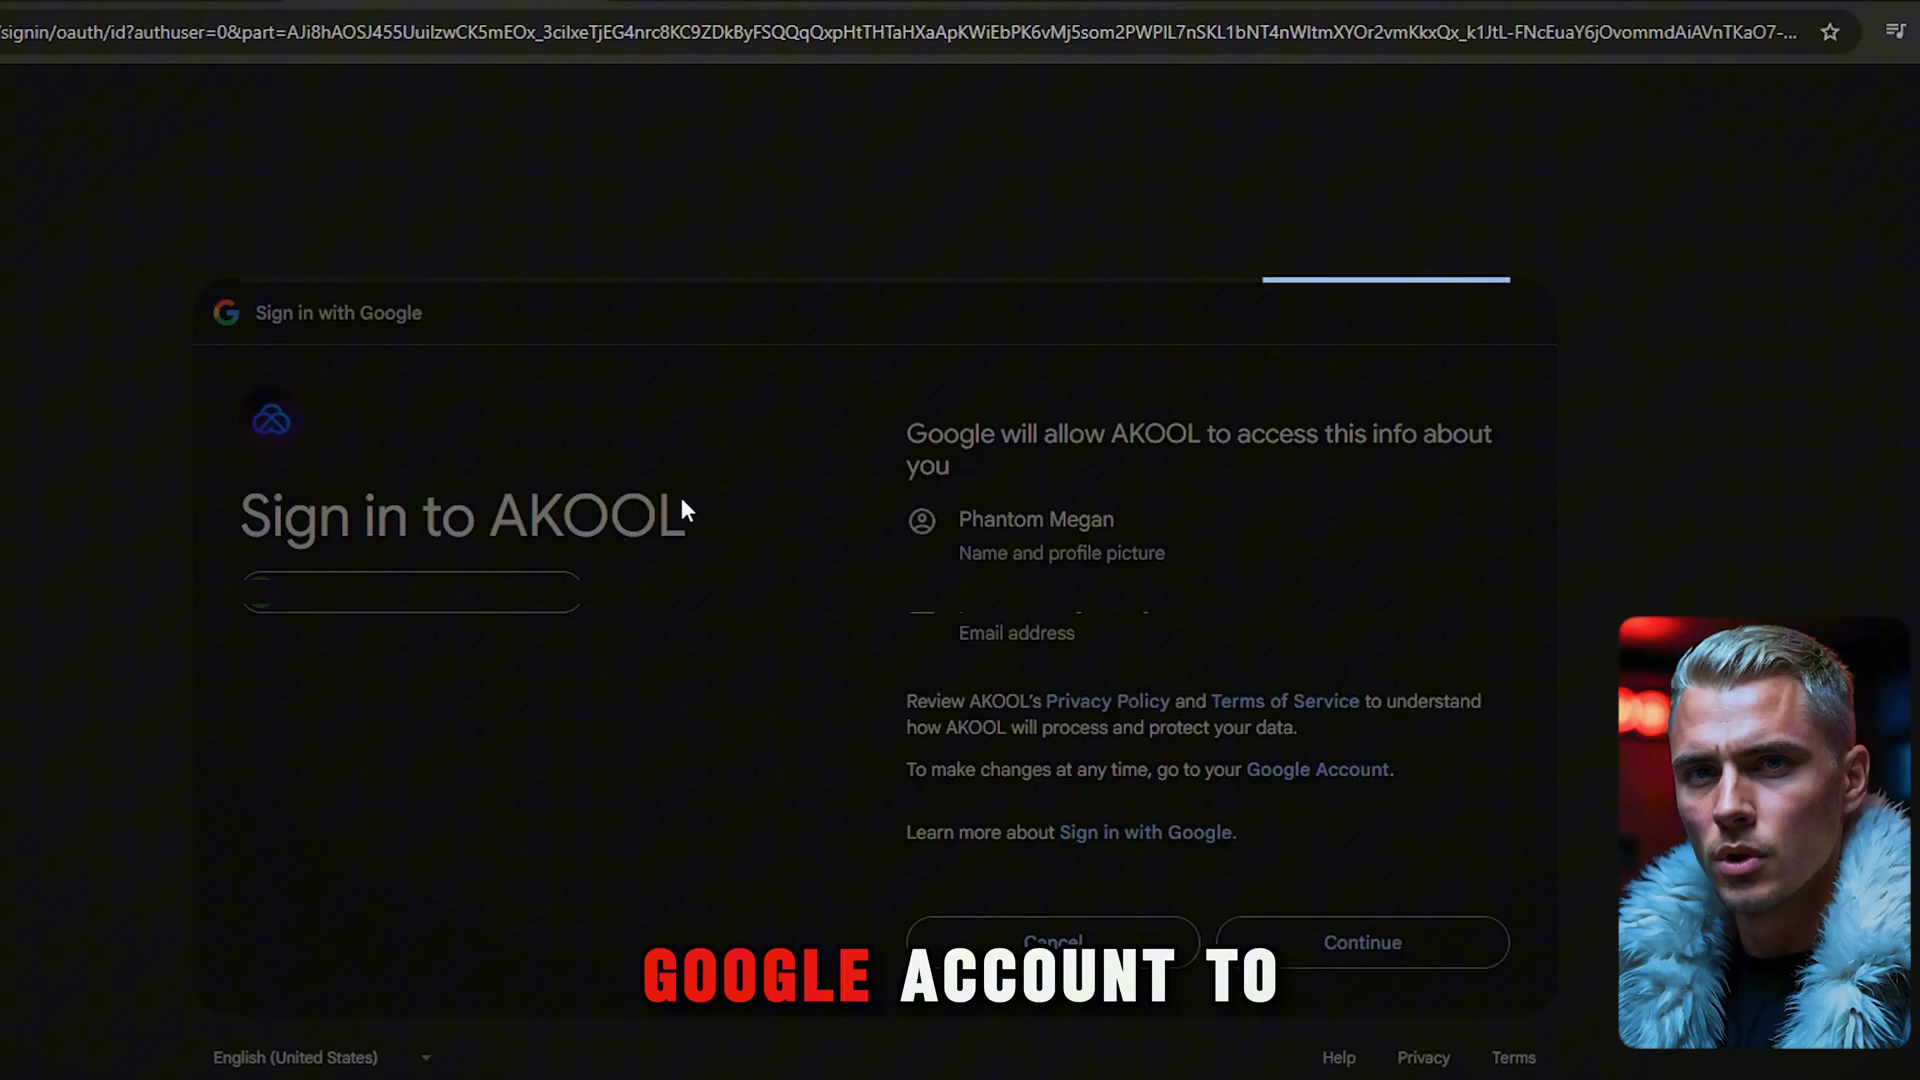 /signin/oauth/id?authuser=0&part=AJi8hAOSJ455UuiIzwCK5mEOx_3ciIxeTjEG4nrc8KC9ZDkByFSQQqQxpHtTHTaHXaApKWiEbPK6vMj5som2PWPIL7nSKL1bNT4nWItmXYOr2vmKkxQx_k1JtL-FNcEuaY6jOvommdAiAVnTKaO7-...
Sign in with Google
Sign in to AKOOL
Google will allow AKOOL to access this info about
you
Phantom Megan
Name and profile picture
Email address
Review AKOOL's Privacy Policy and Terms of Service to understand
how AKOOL will process and protect your data.
To make changes at any time, go to your Google Account.
Learn more about Sign in with Google.
Cancel
Continue
GOOGLE ACCOUNT TO
English (United States)
Help
Privacy
Terms